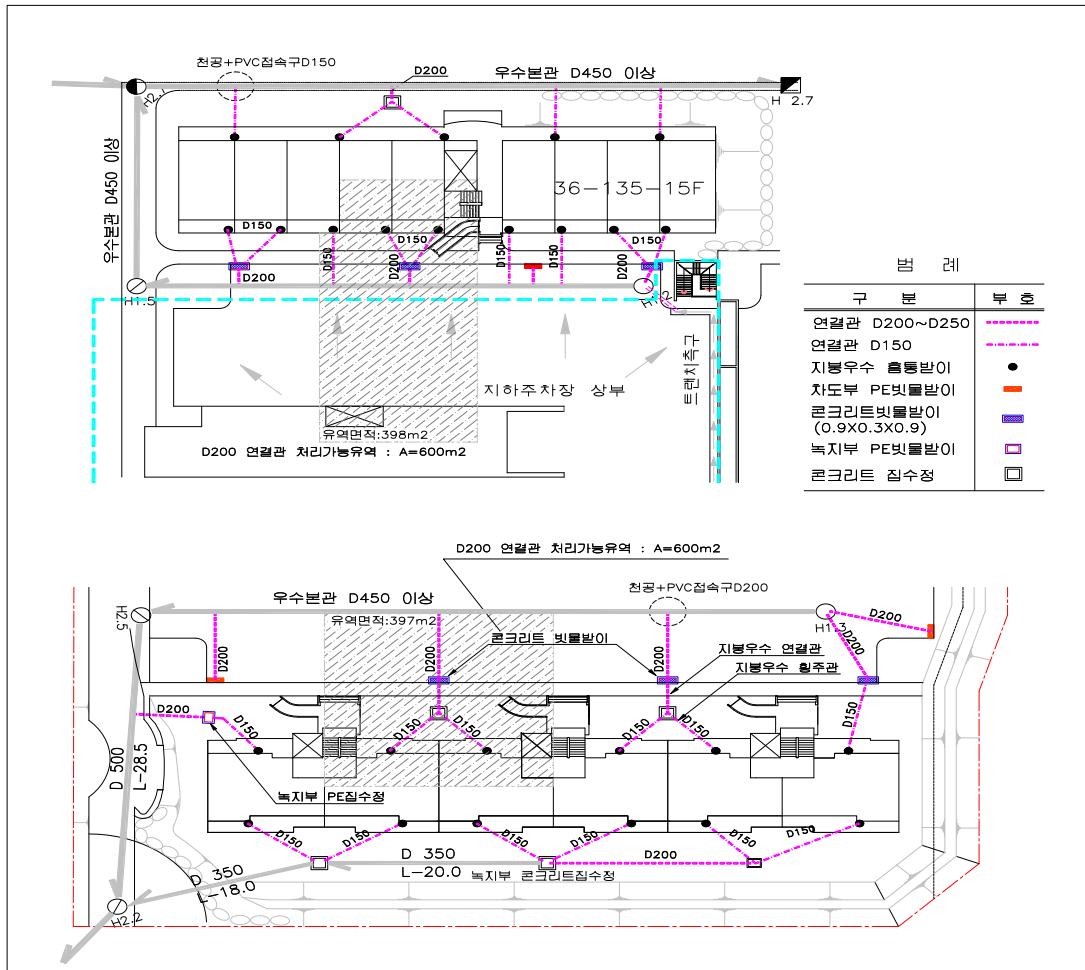 천공+PVC접속구D150
D200
우수본관 D450 이상
H2.1
H 2.7
우수본관 D450 이상
36-135-15F
D150
D150
D150
D150
D150
D150
D200
D200
D200
H1.5
지하주차장 상부
트랜치측구
유역면적:398m2
D200 연결관 처리가능유역 : A=600m2
범 례
구 분 부 호
연결관 D200~D250
연결관 D150
지붕우수 홈통받이
차도부 PE빗물받이
콘크리트빗물받이
(0.9X0.3X0.9)
녹지부 PE빗물받이
콘크리트 집수정
D200 연결관 처리가능유역 : A=600m2
천공+PVC접속구D200
우수본관 D450 이상
H2.5
유역면적:397m2
D200
D200
콘크리트 빗물받이
지붕우수 연결관
지붕우수 횡주관
D200
D200
D200
D200
D150
D150
D150
D150
D150
D150
D 500
L-28.5
녹지부 PE집수정
D150
D150
D150
D150
D150
D150
D 350
L-20.0
D200
녹지부 콘크리트집수정
D 350
L-18.0
H2.2